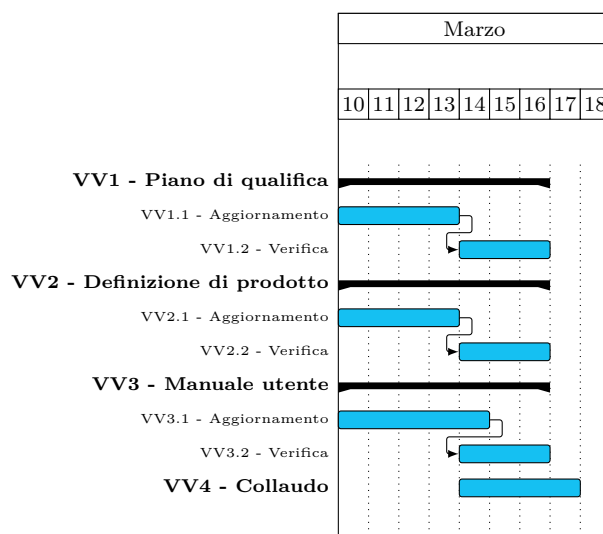 Marzo
10 11 12 13 14 15 16 17 18
VV1 - Piano di qualifica
VV1.1 - Aggiornamento
VV1.2 - Verifica
VV2 - Definizione di prodotto
VV2.1 - Aggiornamento
VV2.2 - Verifica
VV3 - Manuale utente
VV3.1 - Aggiornamento
VV3.2 - Verifica
VV4 - Collaudo